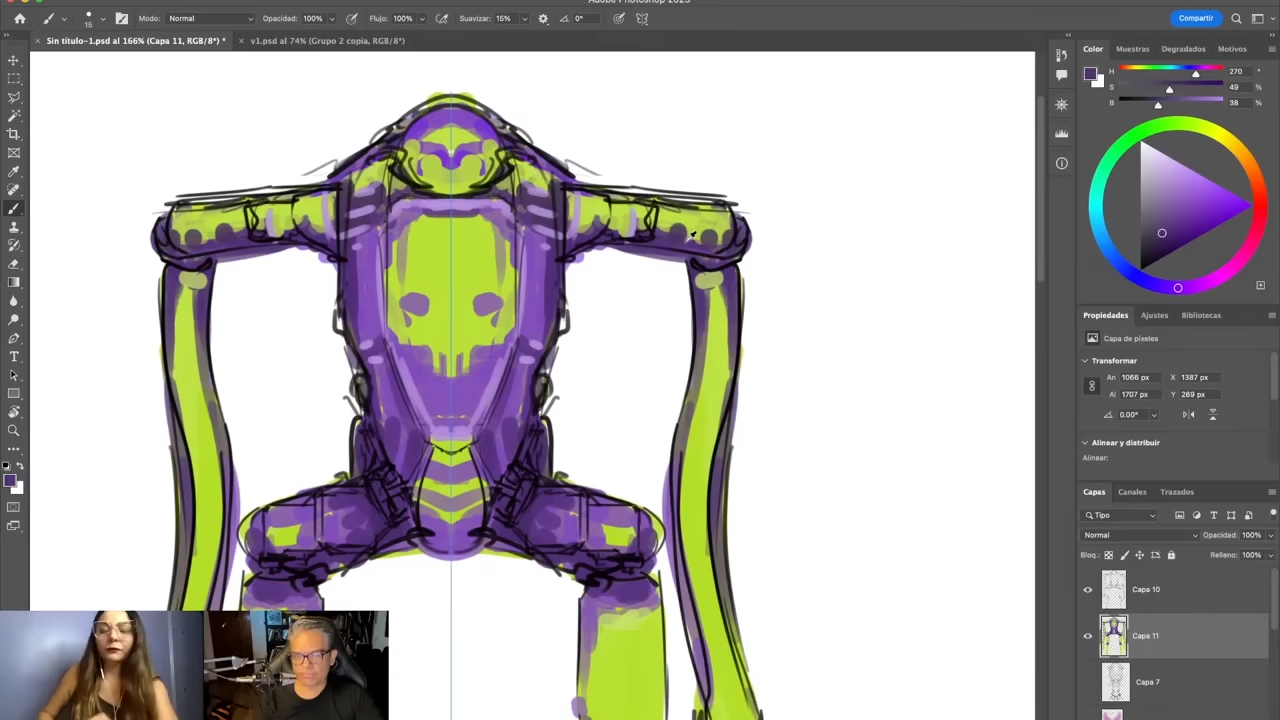 15
Modo: Normal
Opacidad: 100%
Flujo: 100%
Suavizar: 15%
0°
Compartir
Sin título-1.psd al 166% (Capa 11, RGB/8*) *
v1.psd al 74% (Grupo 2 copia, RGB/8*)
Color
Muestras
Degradados
Motivos
H
270
°
S
49
%
B
38
%
Propiedades
Ajustes
Bibliotecas
Capa de píxeles
Transformar
An
1066 px
X
1387 px
Al
1707 px
Y
269 px
0.00°
Alinear y distribuir
Alinear:
Capas
Canales
Trazados
Tipo
Normal
Opacidad: 100%
Bloq.:
Relleno: 100%
Capa 10
Capa 11
Capa 7